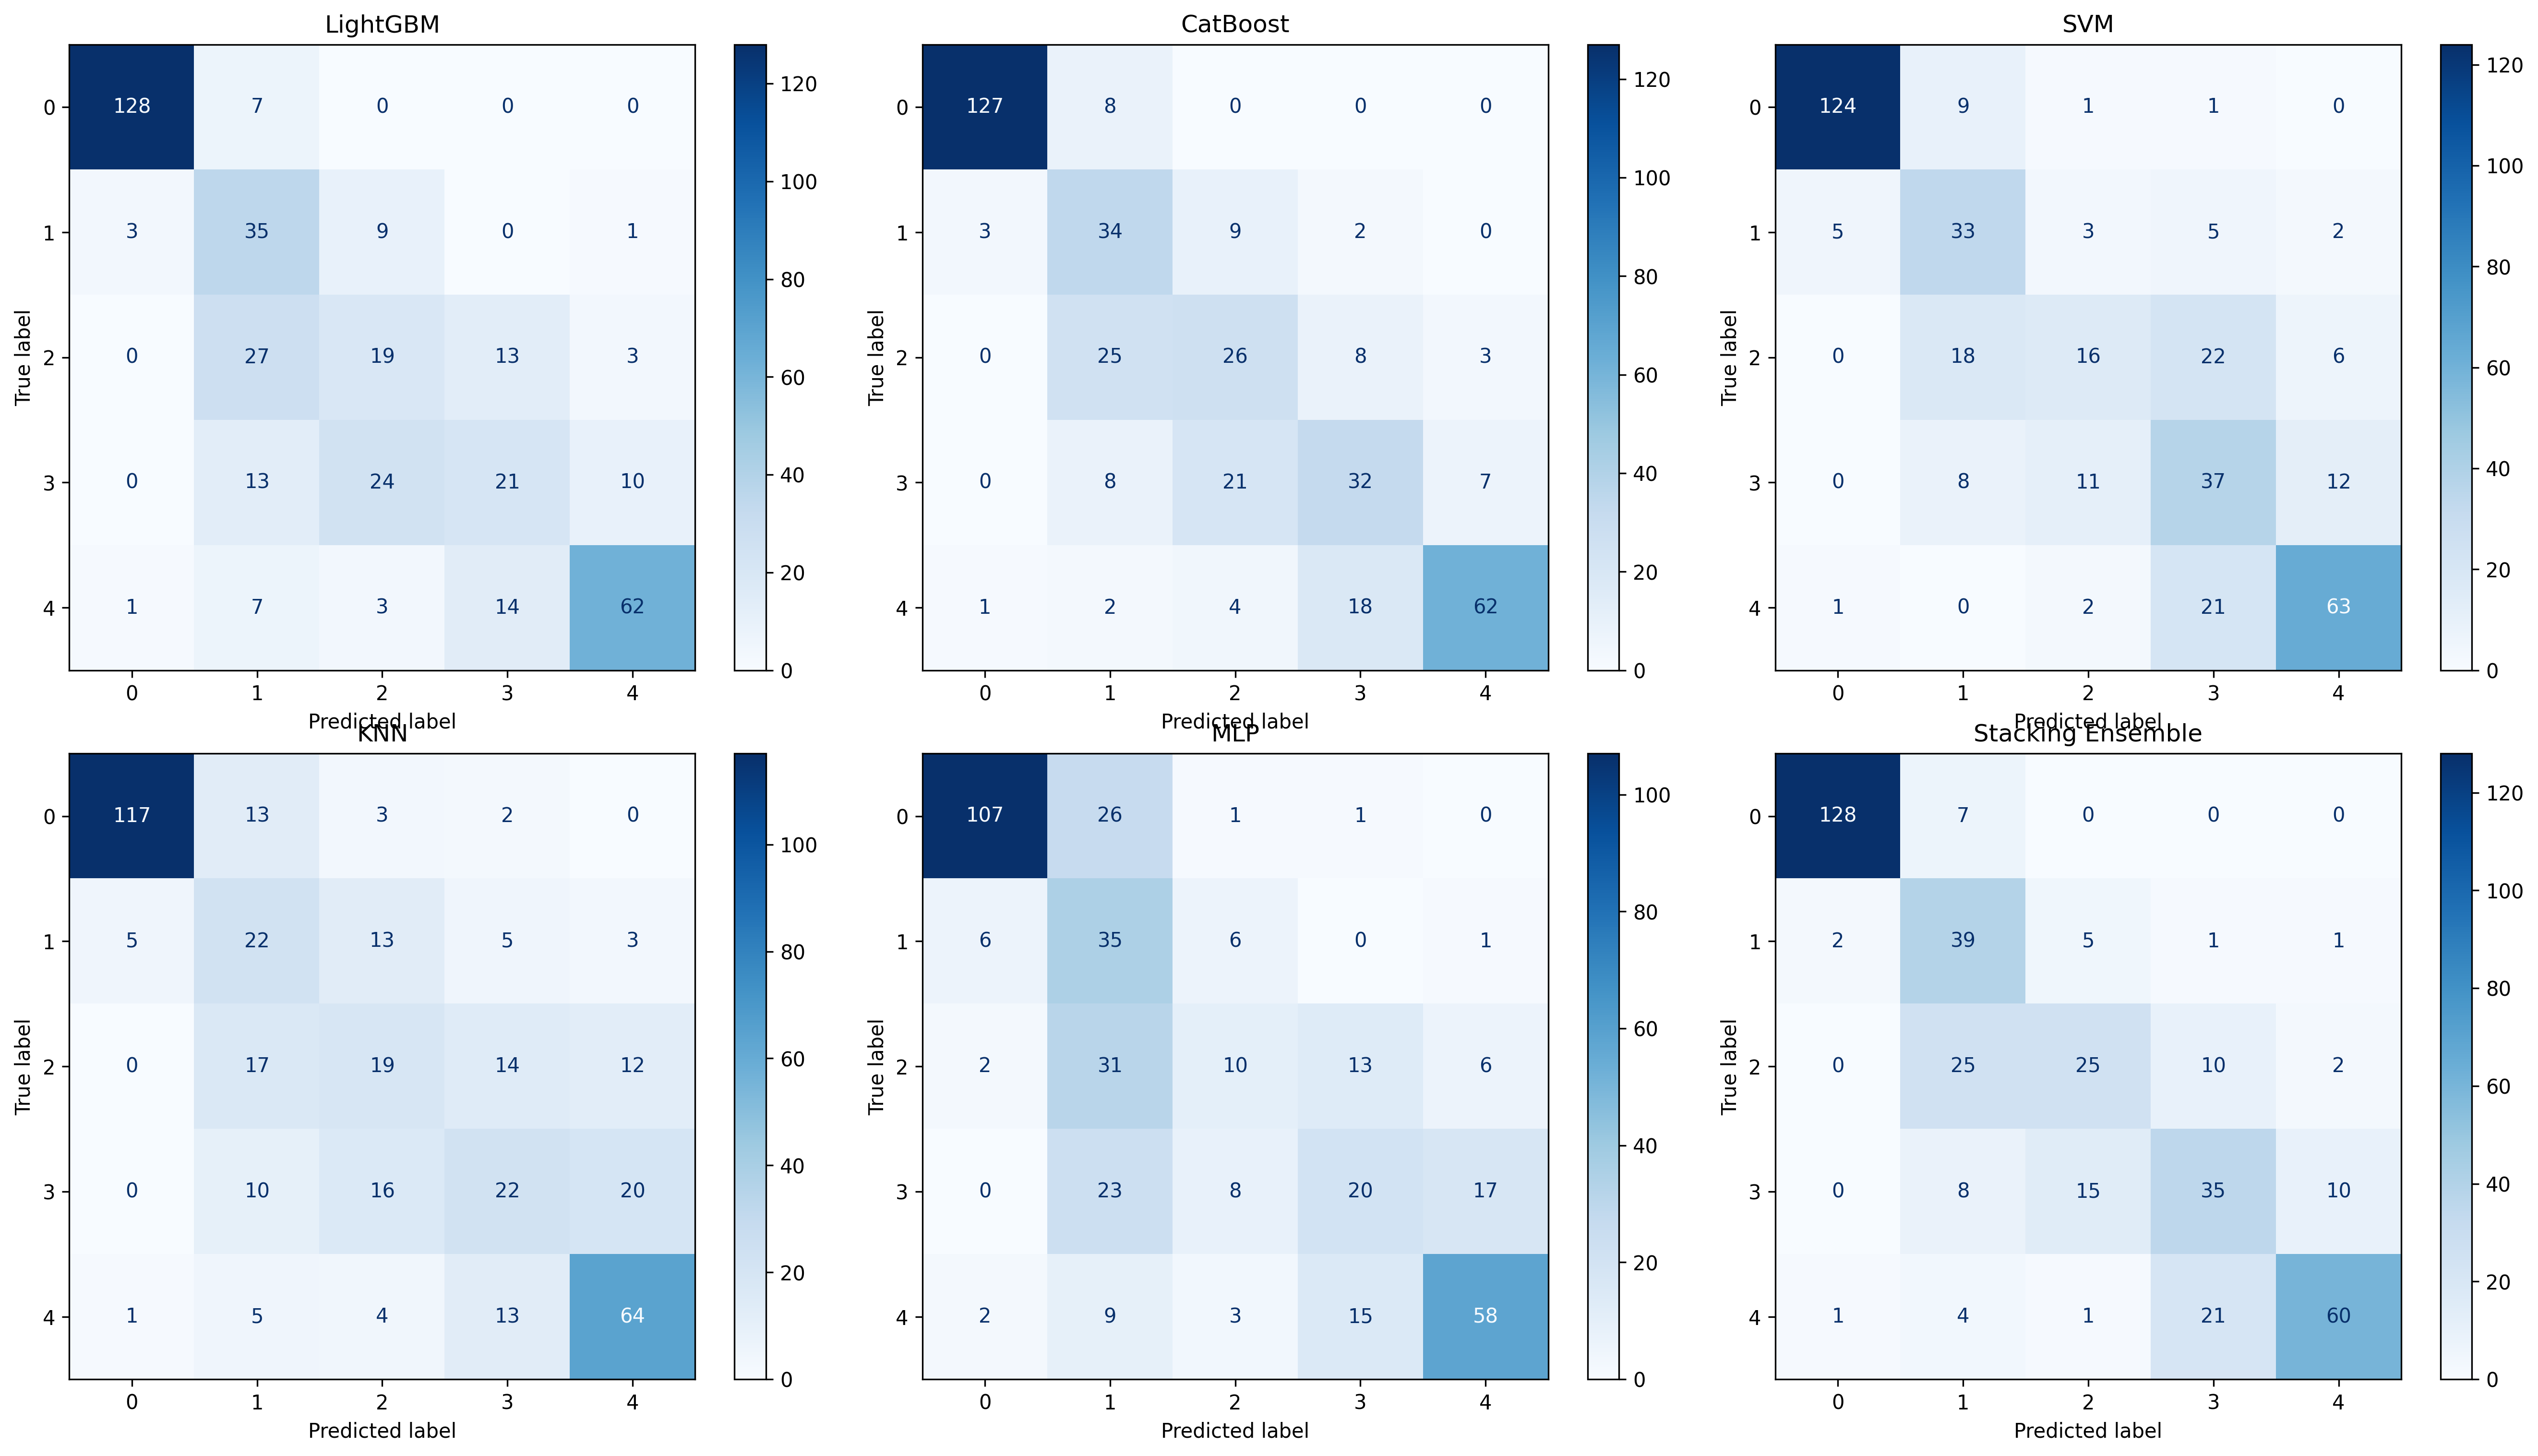 LightGBM
120
0 128 7 0 0 0
100
1 3 35 9 0 1
80
True label
2 0 27 19 13 3
60
40
3 0 13 24 21 10
20
4 1 7 3 14 62
0
0 1 2 3 4
Predicted label
CatBoost
120
0 127 8 0 0 0
100
1 3 34 9 2 0
80
True label
2 0 25 26 8 3
60
40
3 0 8 21 32 7
20
4 1 2 4 18 62
0
0 1 2 3 4
Predicted label
SVM
120
0 124 9 1 1 0
100
1 5 33 3 5 2
80
True label
2 0 18 16 22 6
60
40
3 0 8 11 37 12
20
4 1 0 2 21 63
0
0 1 2 3 4
Predicted label
KNN
0 117 13 3 2 0
100
1 5 22 13 5 3
80
True label
2 0 17 19 14 12
60
40
3 0 10 16 22 20
20
4 1 5 4 13 64
0
0 1 2 3 4
Predicted label
MLP
100
0 107 26 1 1 0
80
1 6 35 6 0 1
True label
60
2 2 31 10 13 6
40
3 0 23 8 20 17
20
4 2 9 3 15 58
0
0 1 2 3 4
Predicted label
Stacking Ensemble
120
0 128 7 0 0 0
100
1 2 39 5 1 1
80
True label
2 0 25 25 10 2
60
40
3 0 8 15 35 10
20
4 1 4 1 21 60
0
0 1 2 3 4
Predicted label